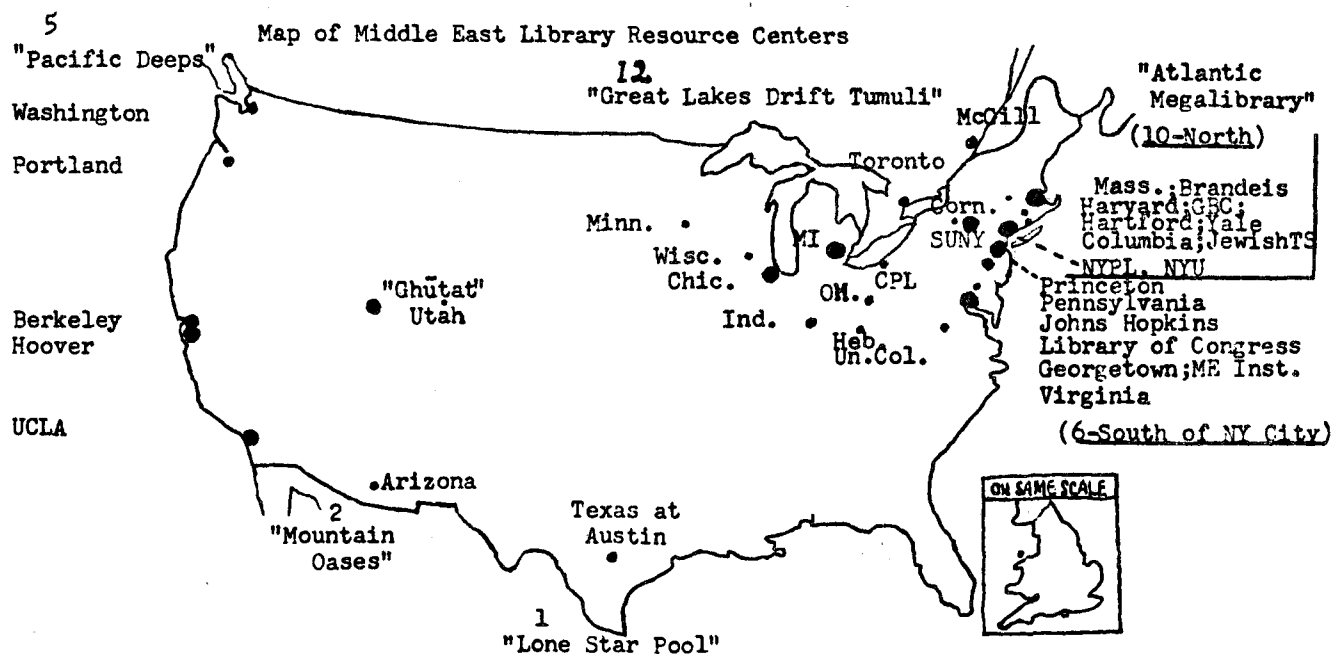 Map of Middle East Library Resource Centers
5
"Pacific Deeps"
Washington
Portland
Berkeley
Hoover
UCLA
12
"Great Lakes Drift Tumuli"
McGill
Toronto
Minn.
Wisc.
Chic.
MI
Corn.
SUNY
CPL
OM.
Ind.
Heb.
Un.Col.
"Ghūtat"
Utah
Arizona
2
"Mountain
Oases"
Texas at
Austin
1
"Lone Star Pool"
"Atlantic
Megalibrary"
(10-North)
Mass.;Brandeis
Harvard;GBC;
Hartford;Yale
Columbia;JewishTS
NYPL. NYU
Princeton
Pennsylvania
Johns Hopkins
Library of Congress
Georgetown;ME Inst.
Virginia
(6-South of NY City)
ON SAME SCALE